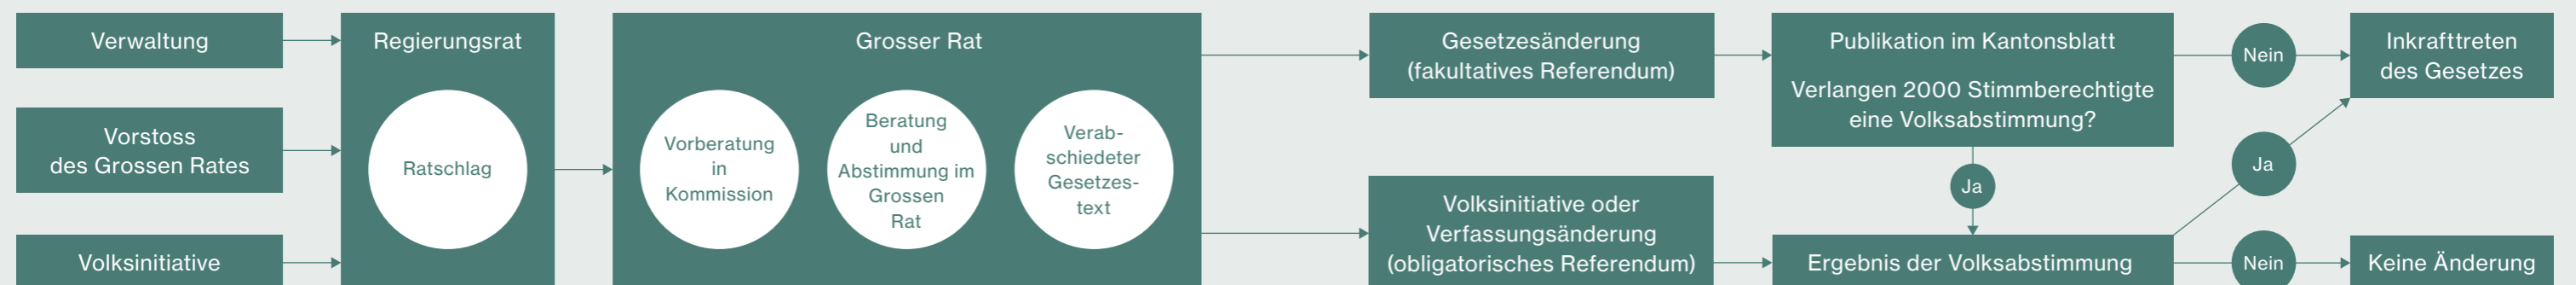 Verwaltung
Vorstoss
des Grossen Rates
Volksinitiative
Regierungsrat
Ratschlag
Grosser Rat
Vorberatung
in
Kommission
Beratung
und
Abstimmung im
Grossen
Rat
Verab-
schiedeter
Gesetzes-
text
Gesetzesänderung
(fakultatives Referendum)
Volksinitiative oder
Verfassungsänderung
(obligatorisches Referendum)
Publikation im Kantonsblatt
Verlangen 2000 Stimmberechtigte
eine Volksabstimmung?
Ja
Ergebnis der Volksabstimmung
Nein
Ja
Nein
Inkrafttreten
des Gesetzes
Keine Änderung